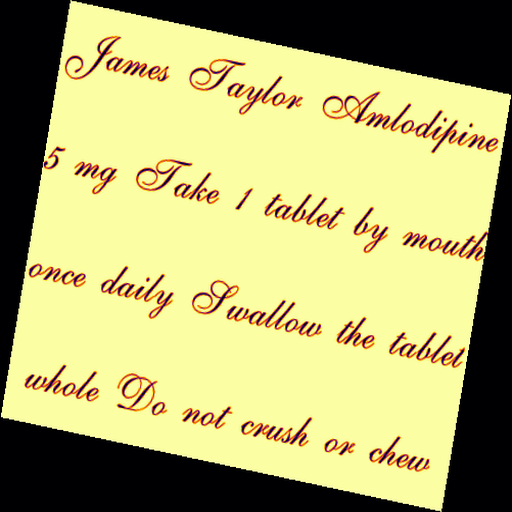 James Taylor Amlodipine
5 mg Take 1 tablet by mouth
once daily Swallow the tablet
whole Do not crush or chew